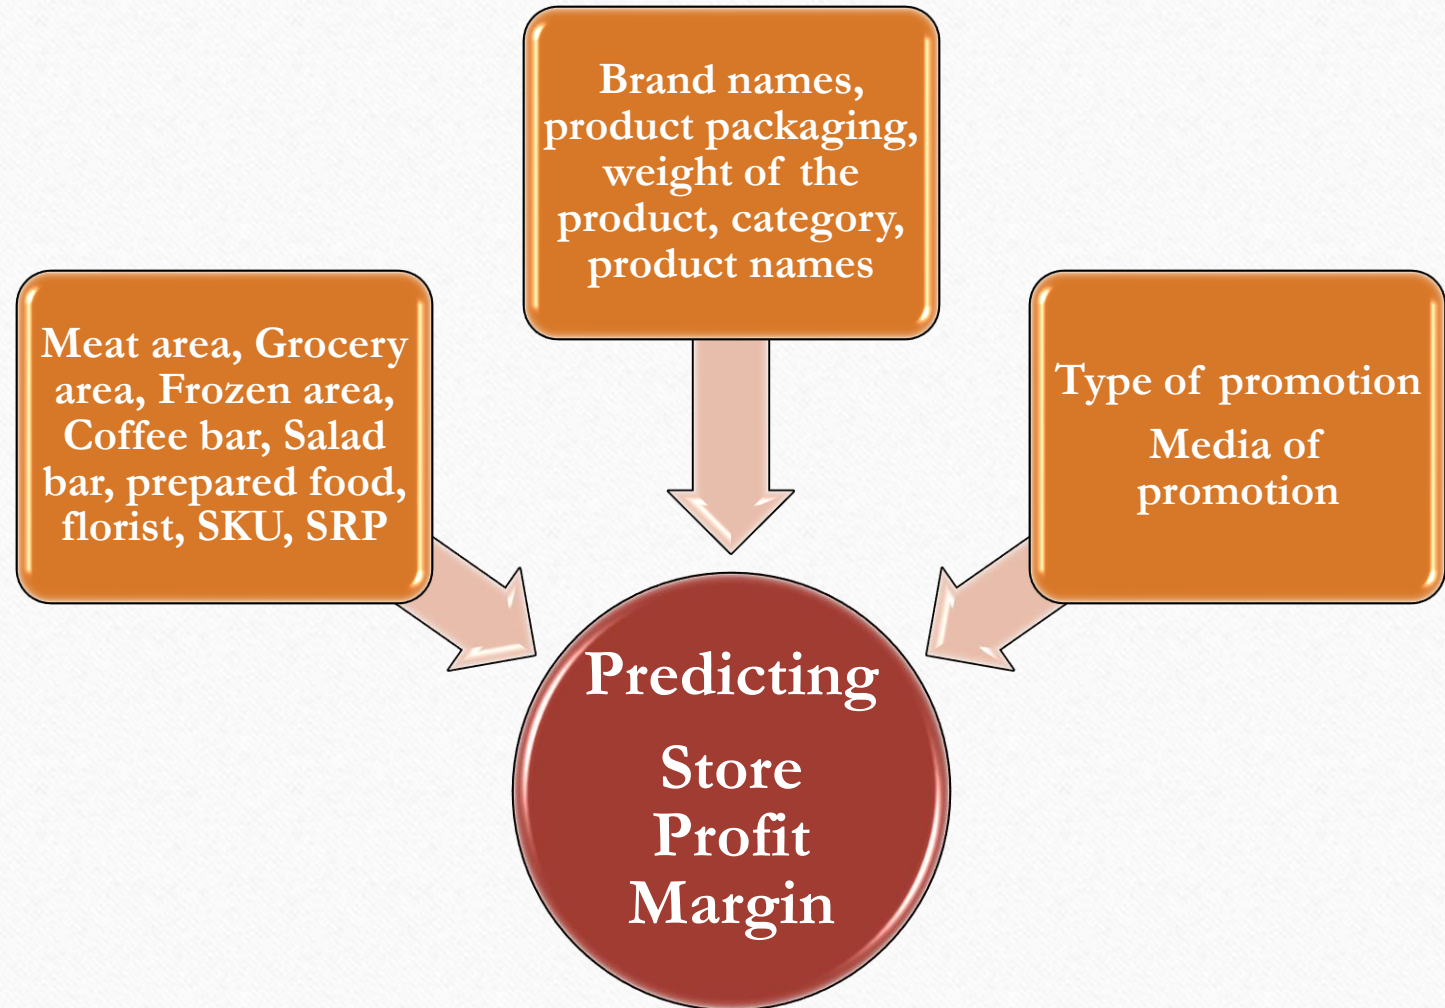 Brand names,
product packaging,
weight of the
product, category,
product names
Meat area, Grocery
area, Frozen area,
Coffee bar, Salad
bar, prepared food,
florist, SKU, SRP
Type of promotion
Media of
promotion
Predicting
Store
Profit
Margin